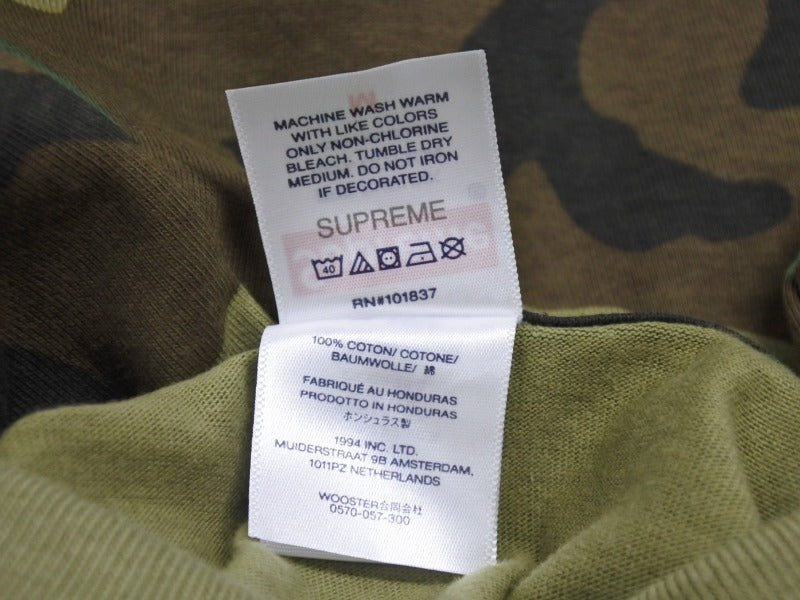 MACHINE WASH WARM
WITH LIKE COLORS
ONLY NON-CHLORINE
BLEACH. TUMBLE DRY
MEDIUM. DO NOT IRON
IF DECORATED.
SUPREME
40
RN#101837
100% COTON/ COTONE/
BAUMWOLLE/ 綿
FABRIQUÉ AU HONDURAS
PRODOTTO IN HONDURAS
ホンジュラス製
1994 INC. LTD.
MUIDERSTRAAT 9B AMSTERDAM,
1011PZ NETHERLANDS
WOOSTER合同会社
0570-057-300